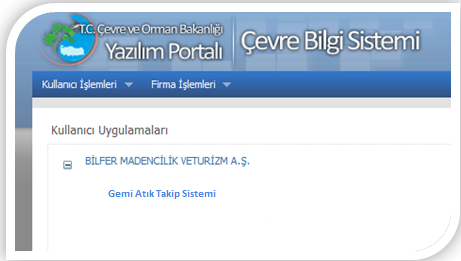 T.C. Çevre ve Orman Bakanlığı
Yazılım Portalı
Çevre Bilgi Sistemi
Kullanıcı İşlemleri Firma İşlemleri
Kullanıcı Uygulamaları
BİLFER MADENCİLİK VETURİZM A.Ş.
Gemi Atık Takip Sistemi